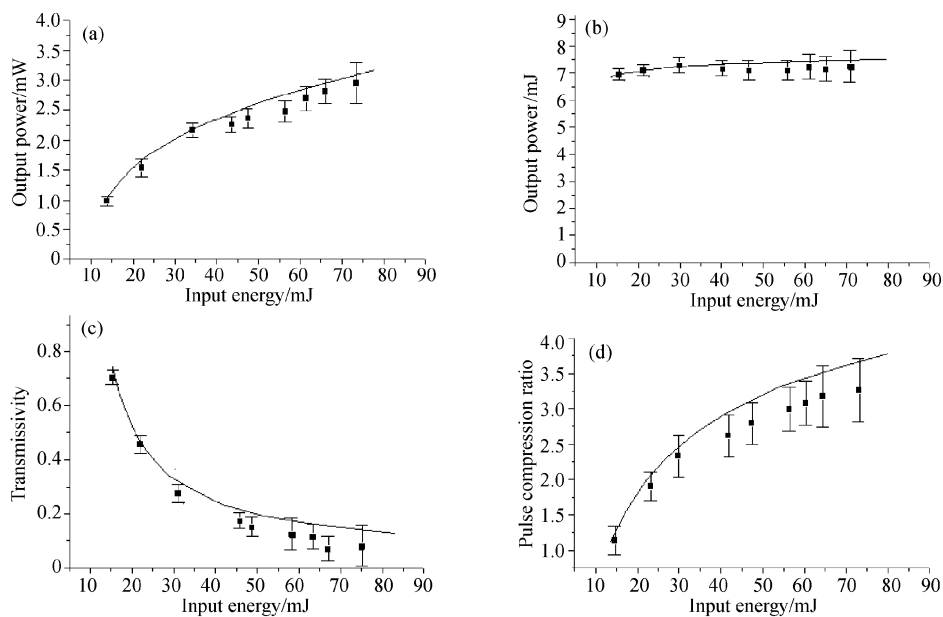 (a)
4.0
3.5
3.0
2.5
2.0
1.5
1.0
0.5
0
Output power/mW
10 20 30 40 50 60 70 80 90
Input energy/mJ
(b)
9
8
7
6
5
4
3
2
1
0
Output power/mJ
10 20 30 40 50 60 70 80 90
Input energy/mJ
(c)
0.8
0.6
0.4
0.2
0
Transmissivity
10 20 30 40 50 60 70 80 90
Input energy/mJ
(d)
4.0
3.5
3.0
2.5
2.0
1.5
1.0
Pulse compression ratio
10 20 30 40 50 60 70 80 90
Input energy/mJ